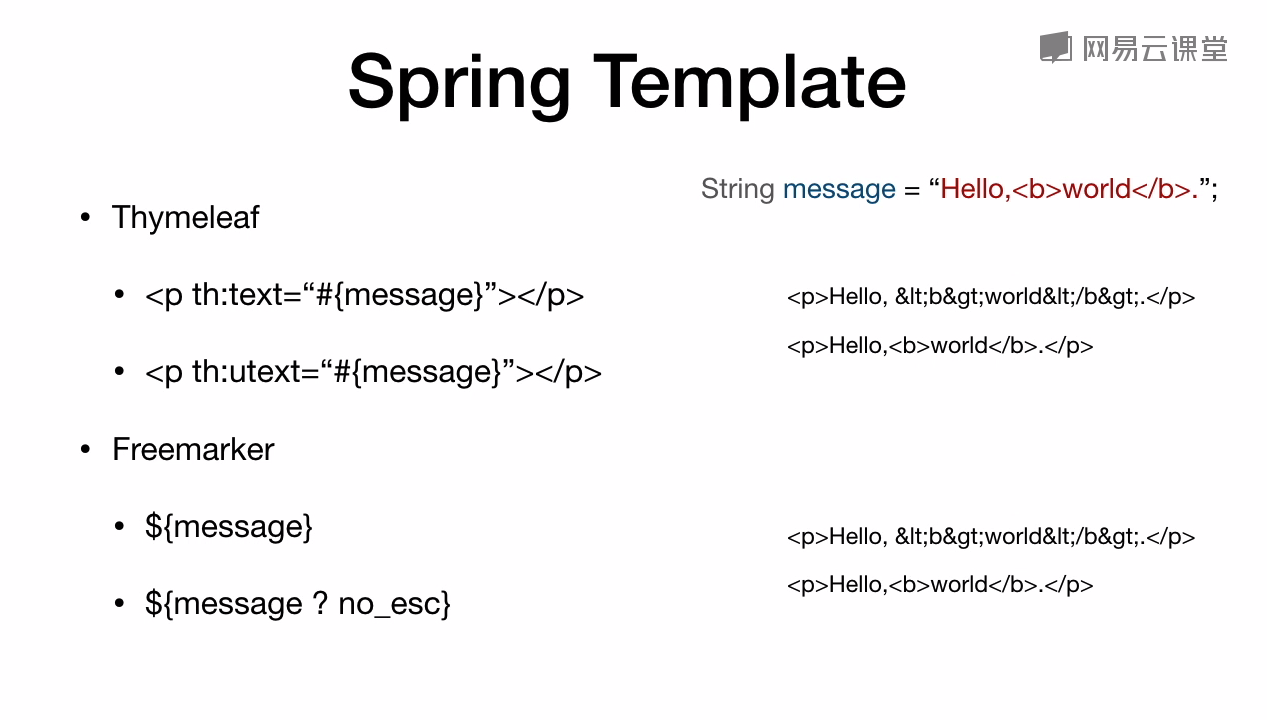 网易云课堂
Spring Template
String message = “Hello,<b>world</b>.”;
• Thymeleaf
• <p th:text=“#{message}”></p>
<p>Hello, &lt;b&gt;world&lt;/b&gt;.</p>
<p>Hello,<b>world</b>.</p>
• <p th:utext=“#{message}”></p>
• Freemarker
• ${message}
<p>Hello, &lt;b&gt;world&lt;/b&gt;.</p>
<p>Hello,<b>world</b>.</p>
• ${message ? no_esc}